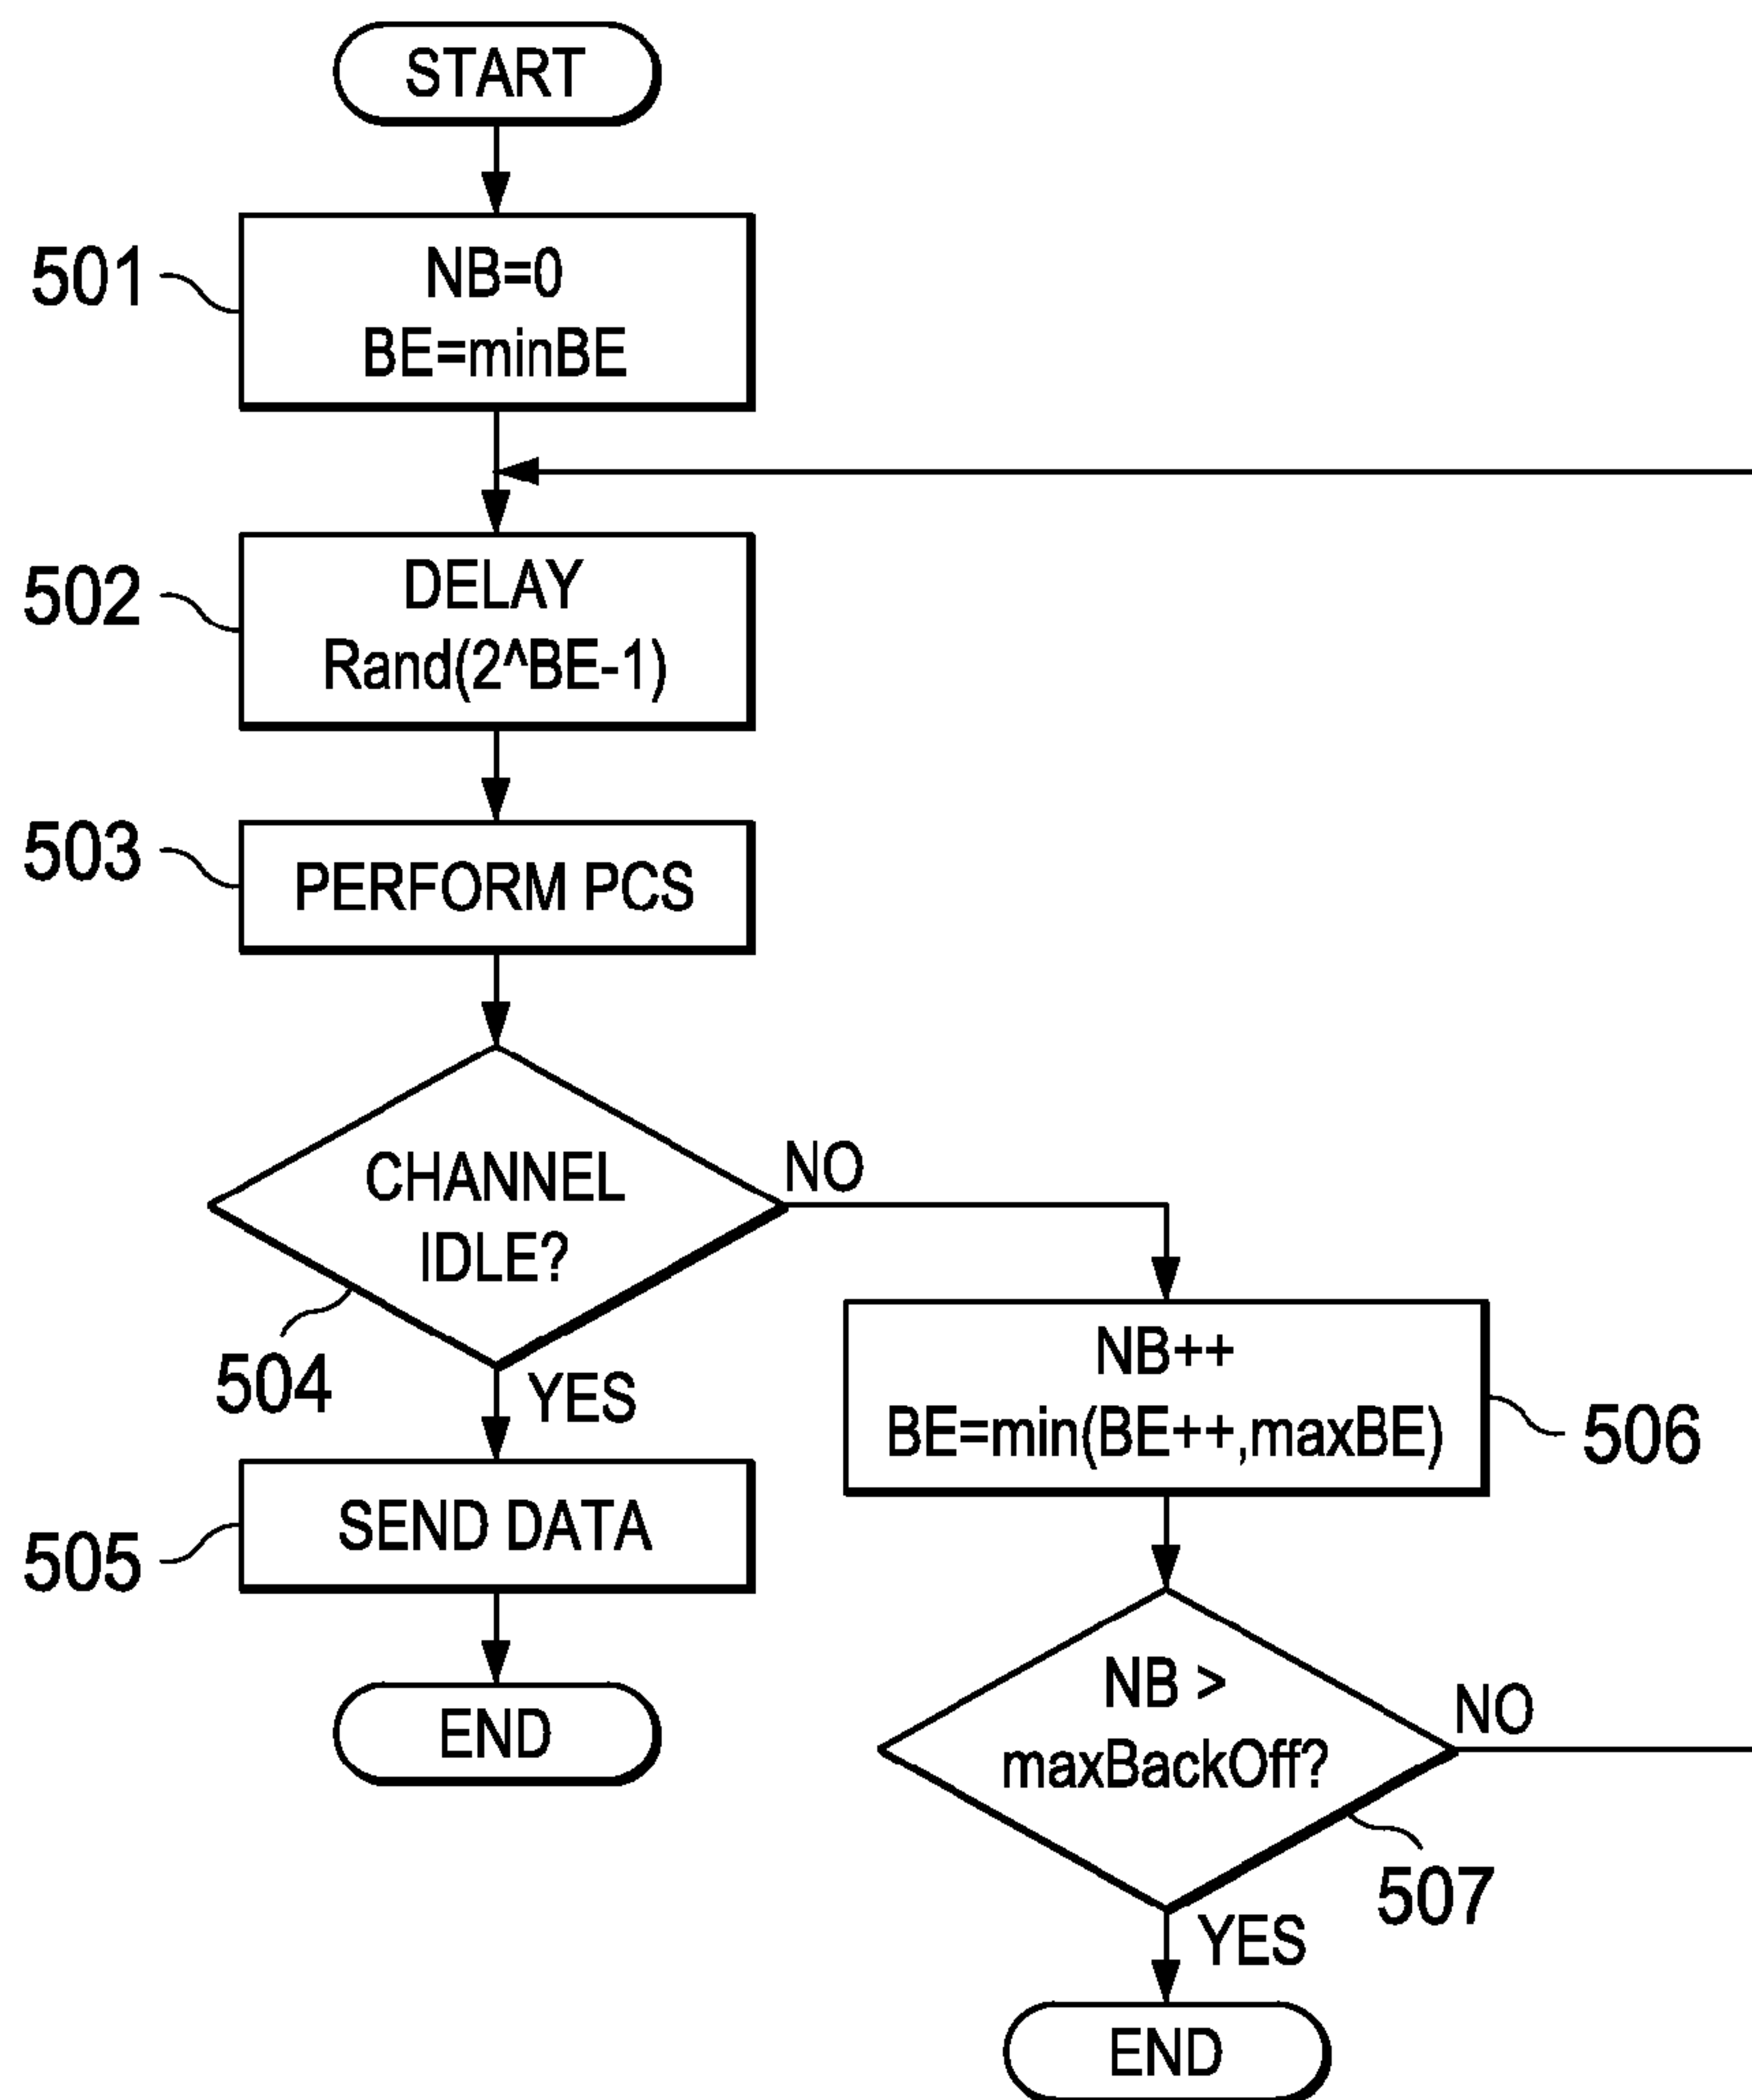 START
501
NB=0
BE=minBE
502
DELAY
Rand(2^BE-1)
503
PERFORM PCS
CHANNEL
IDLE?
NO
504
YES
NB++
BE=min(BE++,maxBE)
506
505
SEND DATA
END
NB >
maxBackOff?
NO
507
YES
END